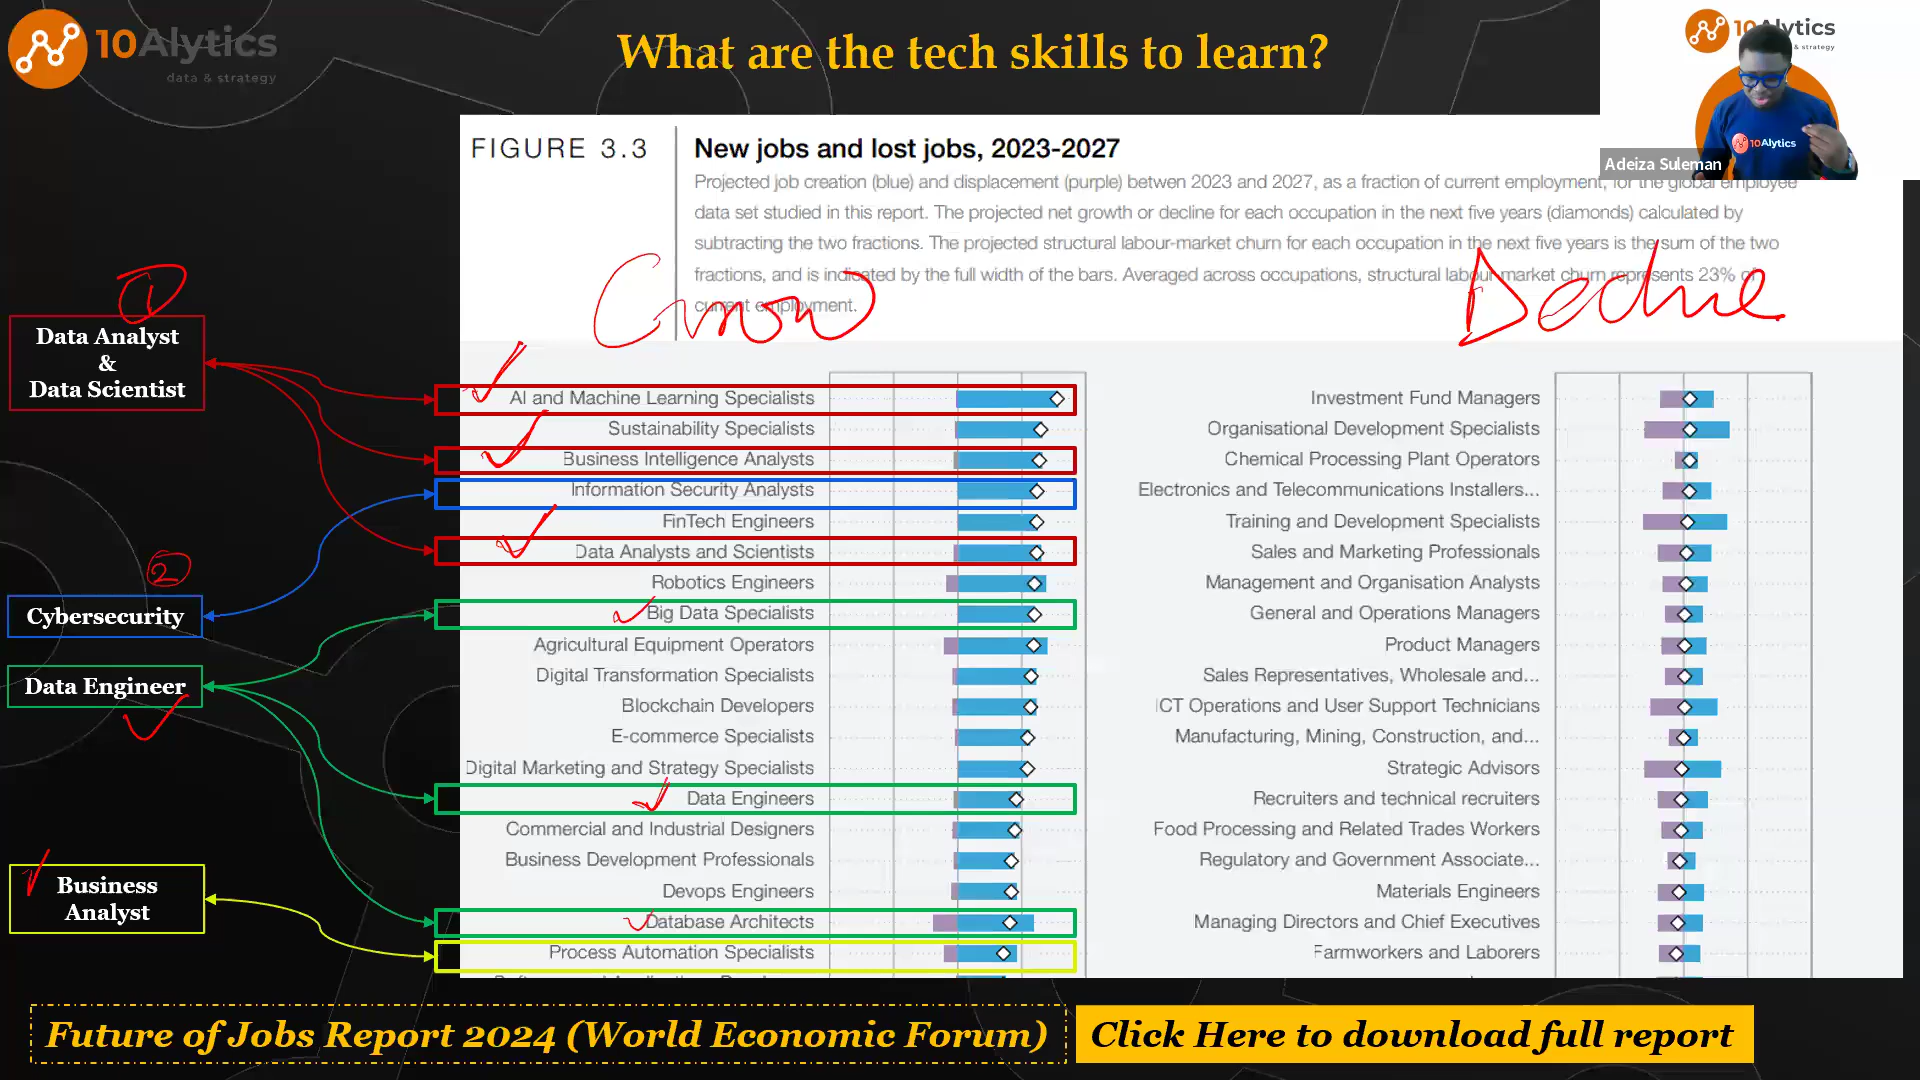 10Alytics
data & strategy
What are the tech skills to learn?
10Alytics
& strategy
10Alytics
Adeiza Suleman
FIGURE 3.3
New jobs and lost jobs, 2023-2027
Projected job creation (blue) and displacement (purple) betwen 2023 and 2027, as a fraction of current employment, for the global employee
data set studied in this report. The projected net growth or decline for each occupation in the next five years (diamonds) calculated by
subtracting the two fractions. The projected structural labour-market churn for each occupation in the next five years is the sum of the two
fractions, and is indicated by the full width of the bars. Averaged across occupations, structural labour market churn represents 23% of
current employment.
Grow
Decline
1
Data Analyst
&
Data Scientist
2
Cybersecurity
Data Engineer
Business
Analyst
AI and Machine Learning Specialists
Sustainability Specialists
Business Intelligence Analysts
Information Security Analysts
FinTech Engineers
Data Analysts and Scientists
Robotics Engineers
Big Data Specialists
Agricultural Equipment Operators
Digital Transformation Specialists
Blockchain Developers
E-commerce Specialists
Digital Marketing and Strategy Specialists
Data Engineers
Commercial and Industrial Designers
Business Development Professionals
Devops Engineers
Database Architects
Process Automation Specialists
Investment Fund Managers
Organisational Development Specialists
Chemical Processing Plant Operators
Electronics and Telecommunications Installers...
Training and Development Specialists
Sales and Marketing Professionals
Management and Organisation Analysts
General and Operations Managers
Product Managers
Sales Representatives, Wholesale and...
ICT Operations and User Support Technicians
Manufacturing, Mining, Construction, and...
Strategic Advisors
Recruiters and technical recruiters
Food Processing and Related Trades Workers
Regulatory and Government Associate...
Materials Engineers
Managing Directors and Chief Executives
Farmworkers and Laborers
Future of Jobs Report 2024 (World Economic Forum)
Click Here to download full report